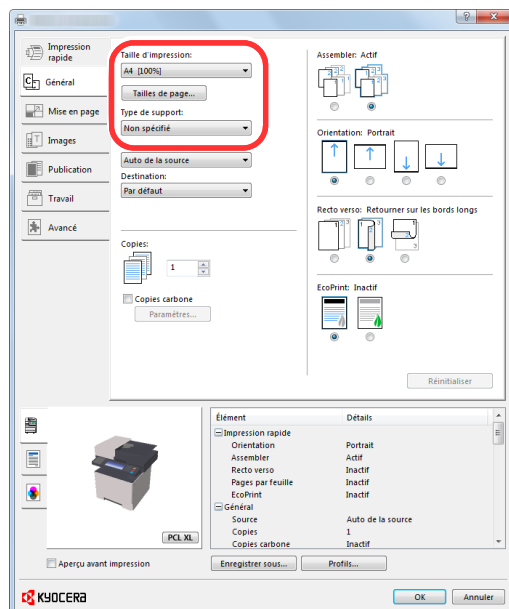 Impression
rapide
Général
Mise en page
Images
Publication
Travail
Avancé
Taille d'impression:
A4 [100%]
Tailles de page...
Type de support:
Non spécifié
Auto de la source
Destination:
Par défaut
Copies:
1
Copies carbone
Paramètres...
Assembler: Actif
Orientation: Portrait
Recto verso: Retourner sur les bords longs
EcoPrint: Inactif
Réinitialiser
PCL XL
Aperçu avant impression
Élément Détails
Impression rapide
Orientation Portrait
Assembler Actif
Recto verso Inactif
Pages par feuille Inactif
EcoPrint Inactif
Général
Source Auto de la source
Copies 1
Copies carbone Inactif
Enregistrer sous... Profils...
KYOCERA
OK Annuler